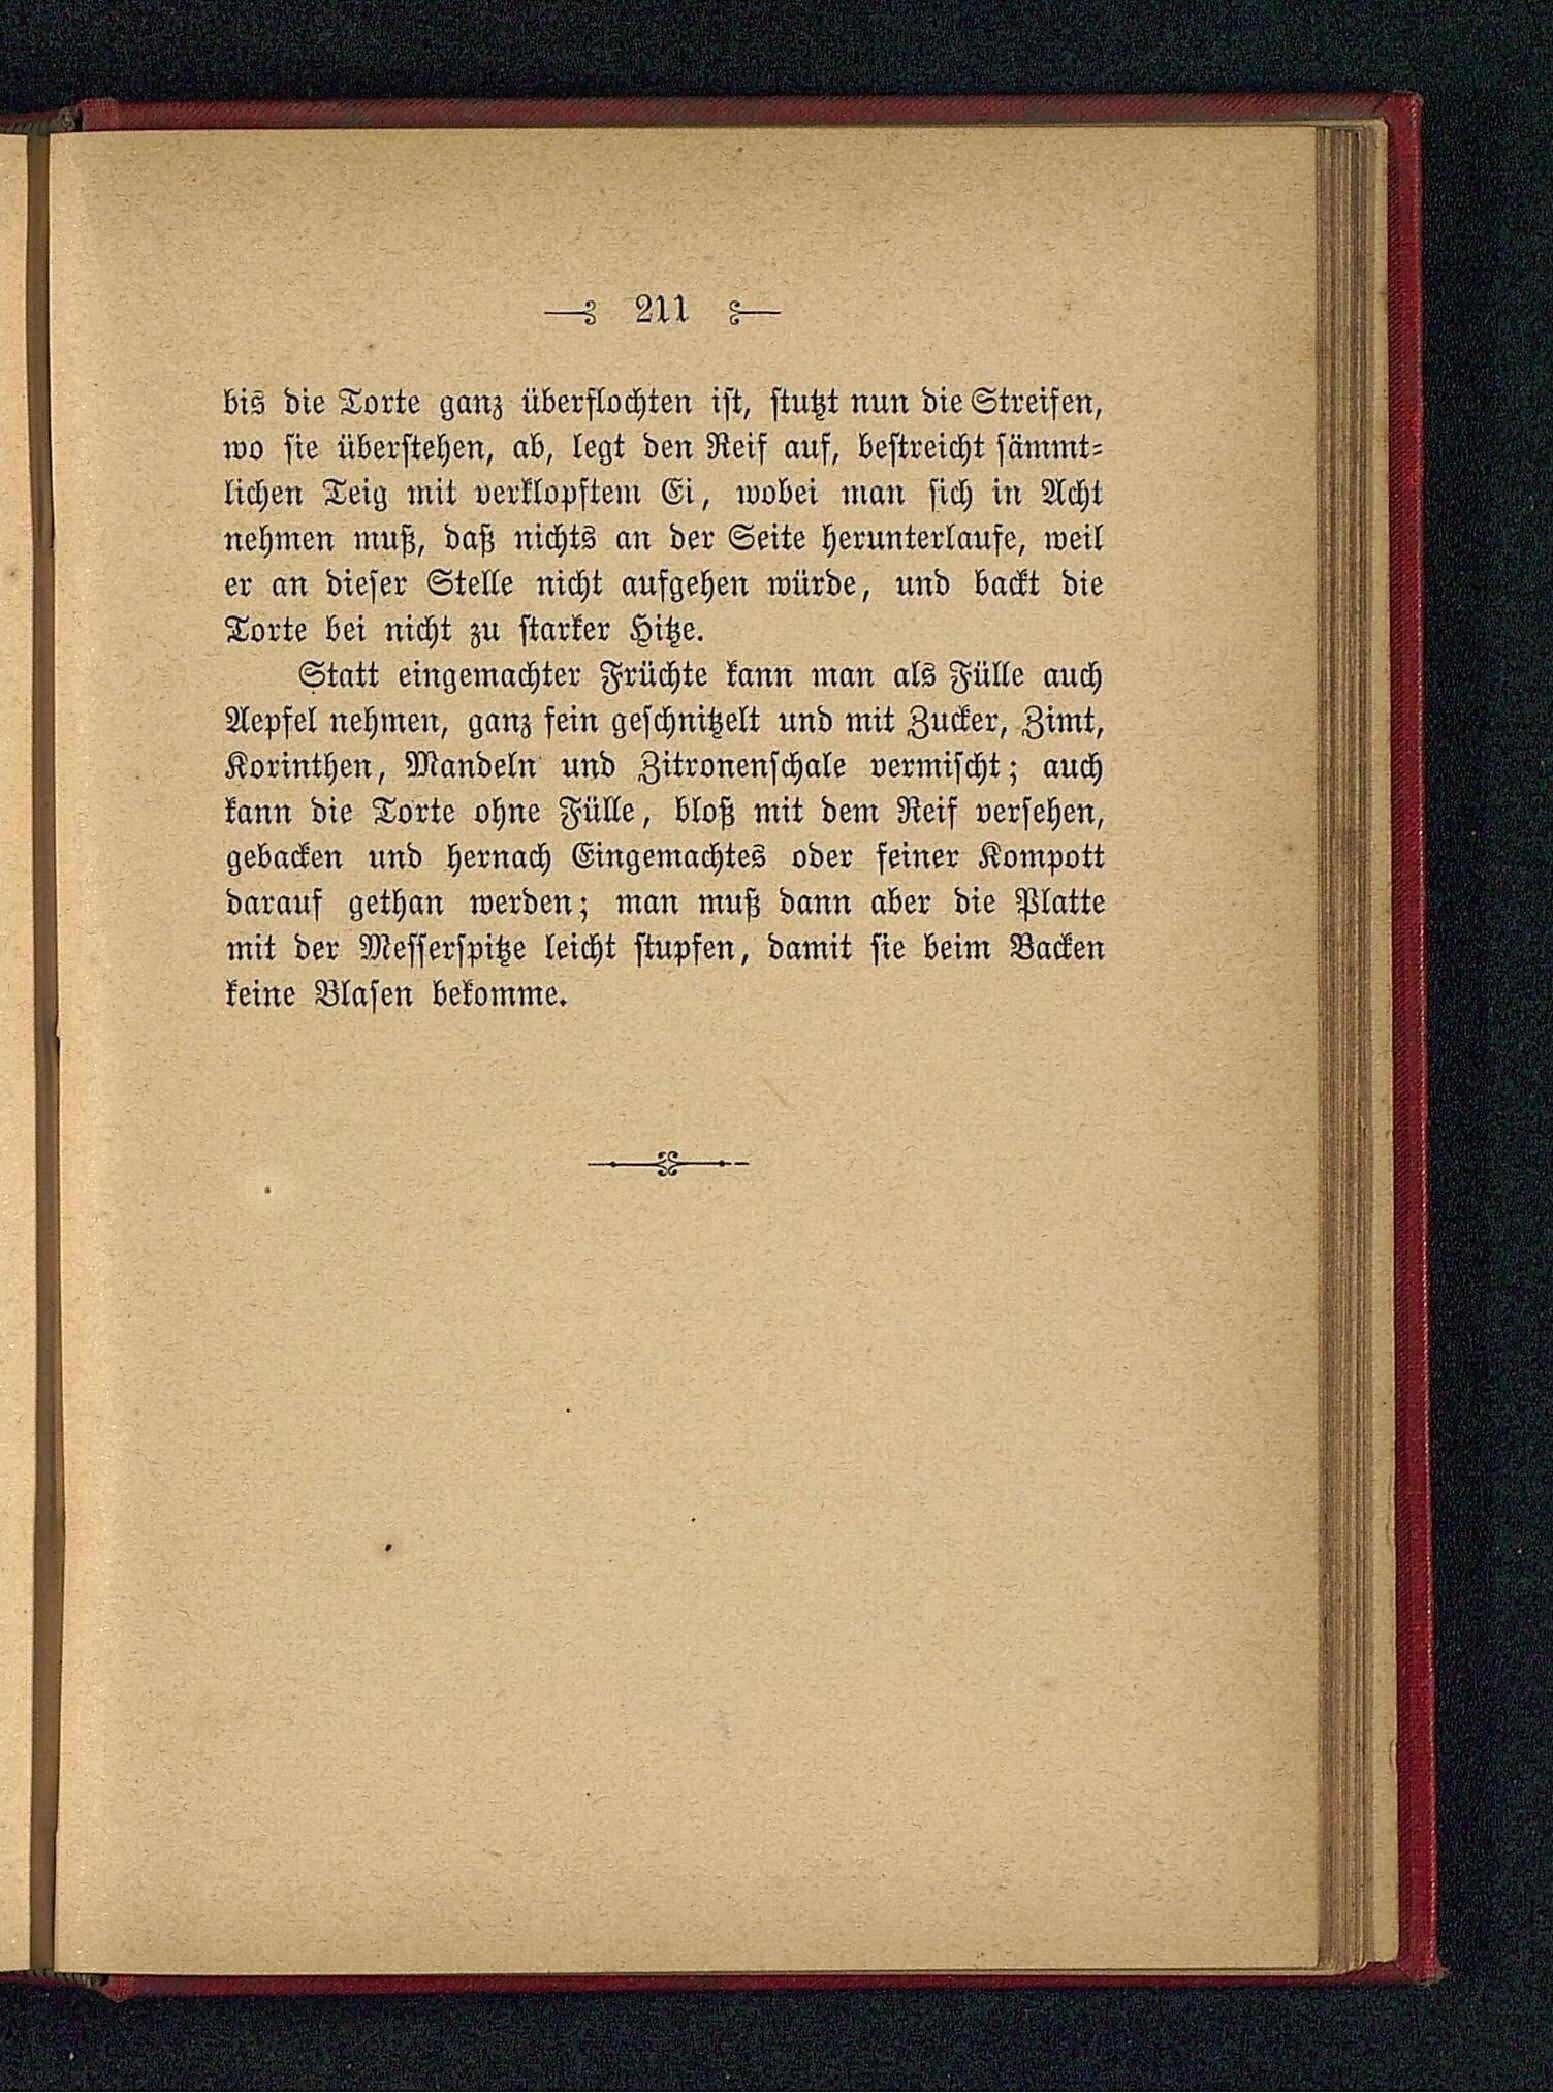 211
bis die Torte ganz überflochten ist, stutzt nun die Streifen,
wo sie überstehen, ab, legt den Reif auf, bestreicht sämmt-
lichen Teig mit verklopftem Ei, wobei man sich in Acht
nehmen muß, daß nichts an der Seite herunterlaufe, weil
er an dieser Stelle nicht aufgehen würde, und backt die
Torte bei nicht zu starker Hitze.
Statt eingemachter Früchte kann man als Fülle auch
Aepfel nehmen, ganz fein geschnitzelt und mit Zucker, Zimt,
Korinthen, Mandeln und Zitronenschale vermischt; auch
kann die Torte ohne Fülle, bloß mit dem Reif versehen,
gebacken und hernach Eingemachtes oder feiner Kompott
darauf gethan werden; man muß dann aber die Platte
mit der Messerspitze leicht stupfen, damit sie beim Backen
keine Blasen bekomme.